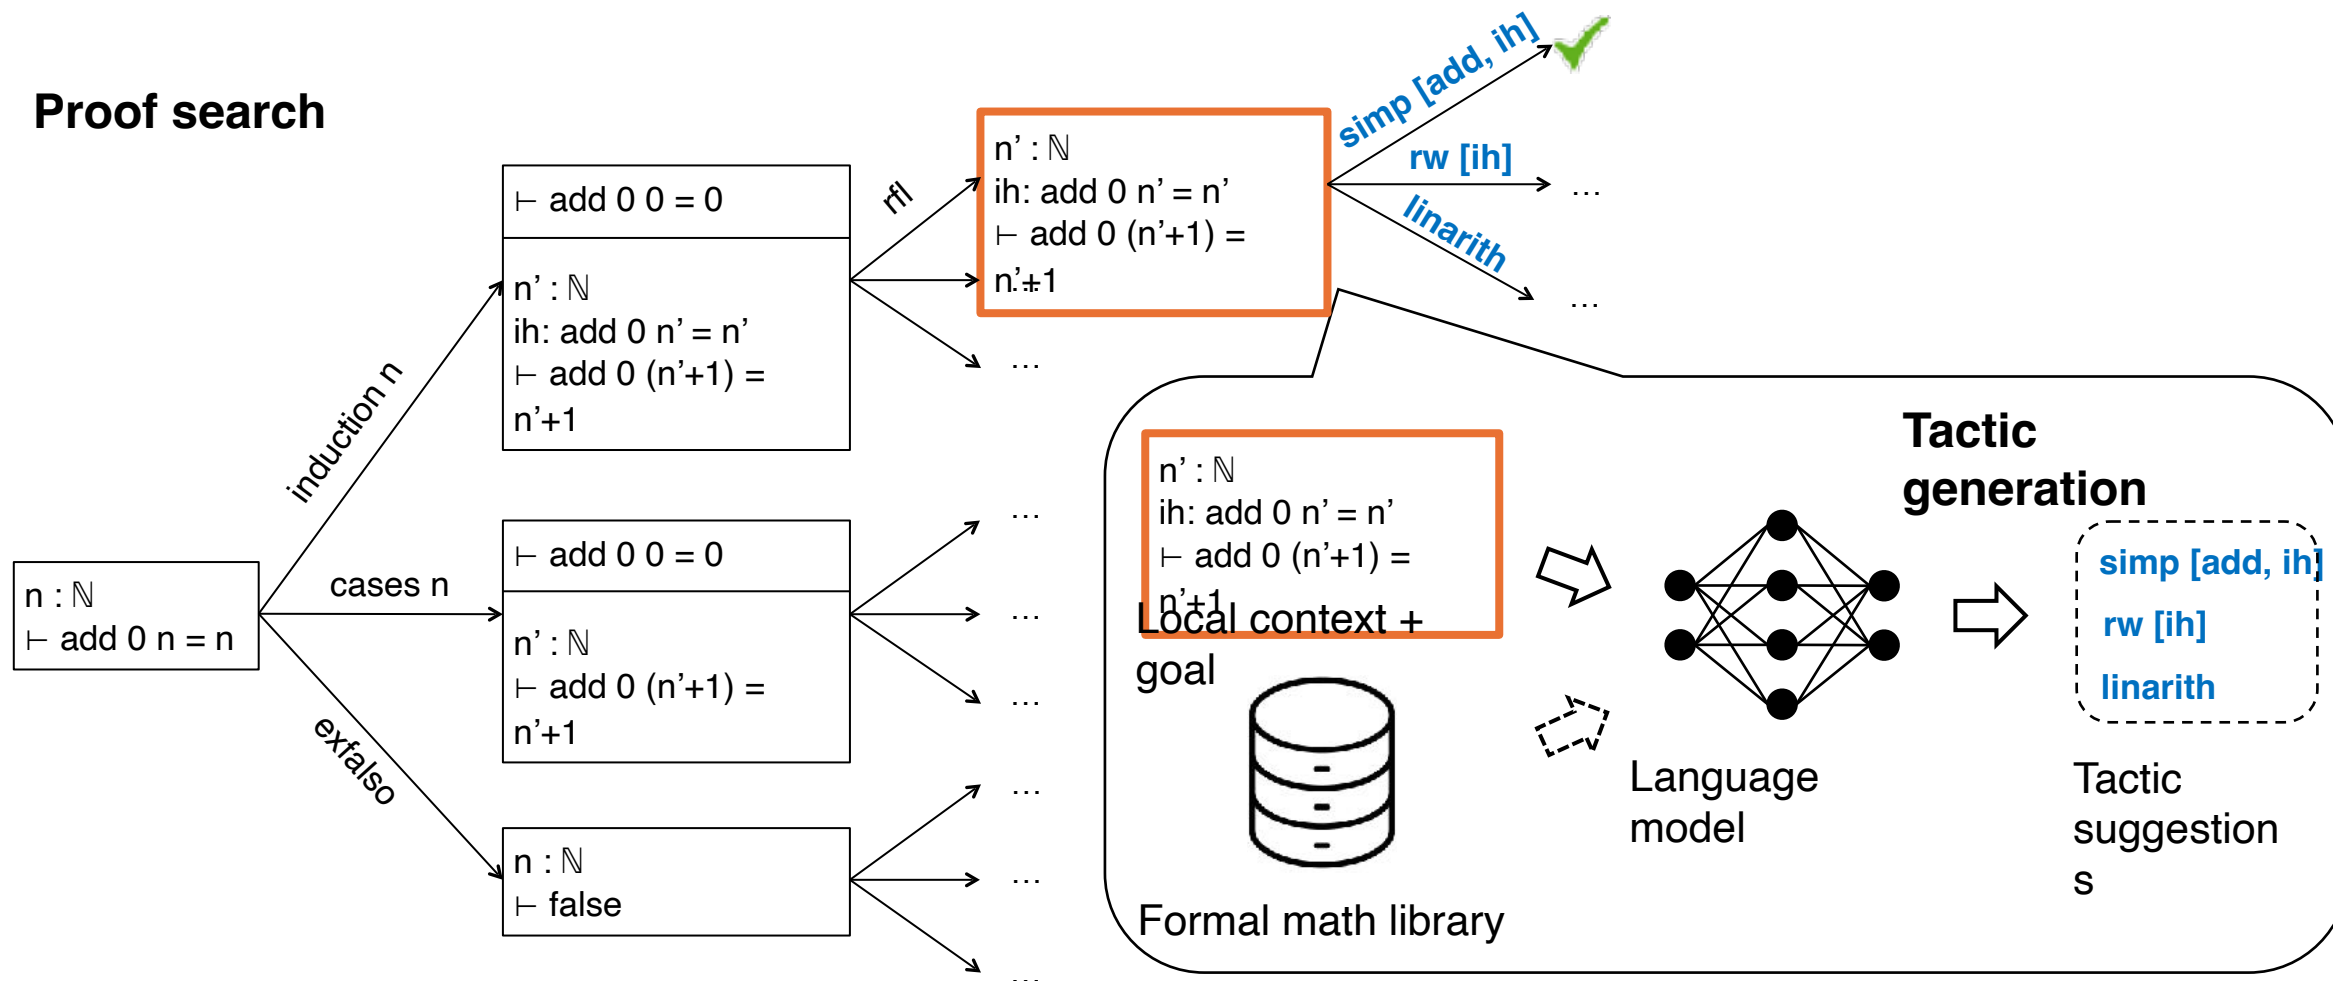 Proof search
n : ℕ
⊢ add 0 n = n
induction n
cases n
exfalso
⊢ add 0 0 = 0
n’ : ℕ
ih: add 0 n’ = n’
⊢ add 0 (n’+1) =
n’+1
⊢ add 0 0 = 0
n’ : ℕ
⊢ add 0 (n’+1) =
n’+1
n : ℕ
⊢ false
rfl
...
...
n’ : ℕ
ih: add 0 n’ = n’
⊢ add 0 (n’+1) =
n’+1
simp [add, ih]
rw [ih]
...
linarith
...
...
...
...
...
...
...
Tactic
generation
n’ : ℕ
ih: add 0 n’ = n’
⊢ add 0 (n’+1) =
n’+1
Local context +
goal
Formal math library
Language
model
simp [add, ih]
rw [ih]
linarith
Tactic
suggestion
s